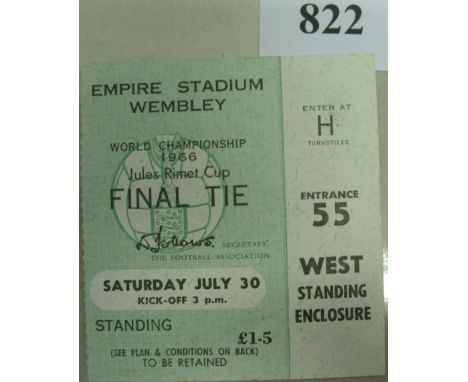 822
EMPIRE STADIUM
WEMBLEY
WORLD CHAMPIONSHIP
1966
Jules Rimet Cup
FINAL TIE
D Follows. SECRETARY.
THE FOOTBALL ASSOCIATION
SATURDAY JULY 30
KICK-OFF 3 p.m.
STANDING
£1-5
(SEE PLAN & CONDITIONS ON BACK)
TO BE RETAINED
ENTER AT
H
TURNSTILES
ENTRANCE
55
WEST
STANDING
ENCLOSURE